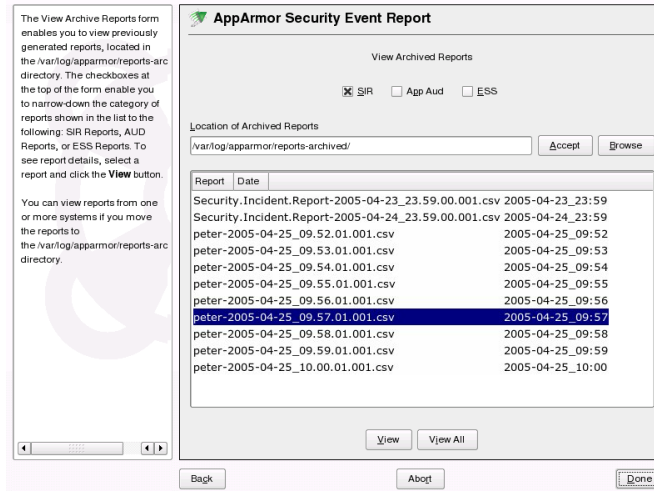 The View Archive Reports form
enables you to view previously
generated reports, located in
the /var/log/apparmor/reports-arc
directory. The checkboxes at
the top of the form enable you
to narrow-down the category of
reports shown in the list to the
following: SIR Reports, AUD
Reports, or ESS Reports. To
see report details, select a
report and click the View button.
You can view reports from one
or more systems if you move
the reports to
the /var/log/apparmor/reports-arc
directory.
AppArmor Security Event Report
View Archived Reports
SIR App Aud ESS
Location of Archived Reports
/var/log/apparmor/reports-archived/ Accept Browse
Report Date
Security.Incident.Report-2005-04-23_23.59.00.001.csv 2005-04-23_23:59
Security.Incident.Report-2005-04-24_23.59.00.001.csv 2005-04-24_23:59
peter-2005-04-25_09.52.01.001.csv 2005-04-25_09:52
peter-2005-04-25_09.53.01.001.csv 2005-04-25_09:53
peter-2005-04-25_09.54.01.001.csv 2005-04-25_09:54
peter-2005-04-25_09.55.01.001.csv 2005-04-25_09:55
peter-2005-04-25_09.56.01.001.csv 2005-04-25_09:56
peter-2005-04-25_09.57.01.001.csv 2005-04-25_09:57
peter-2005-04-25_09.58.01.001.csv 2005-04-25_09:58
peter-2005-04-25_09.59.01.001.csv 2005-04-25_09:59
peter-2005-04-25_10.00.01.001.csv 2005-04-25_10:00
View View All
Back Abort Done